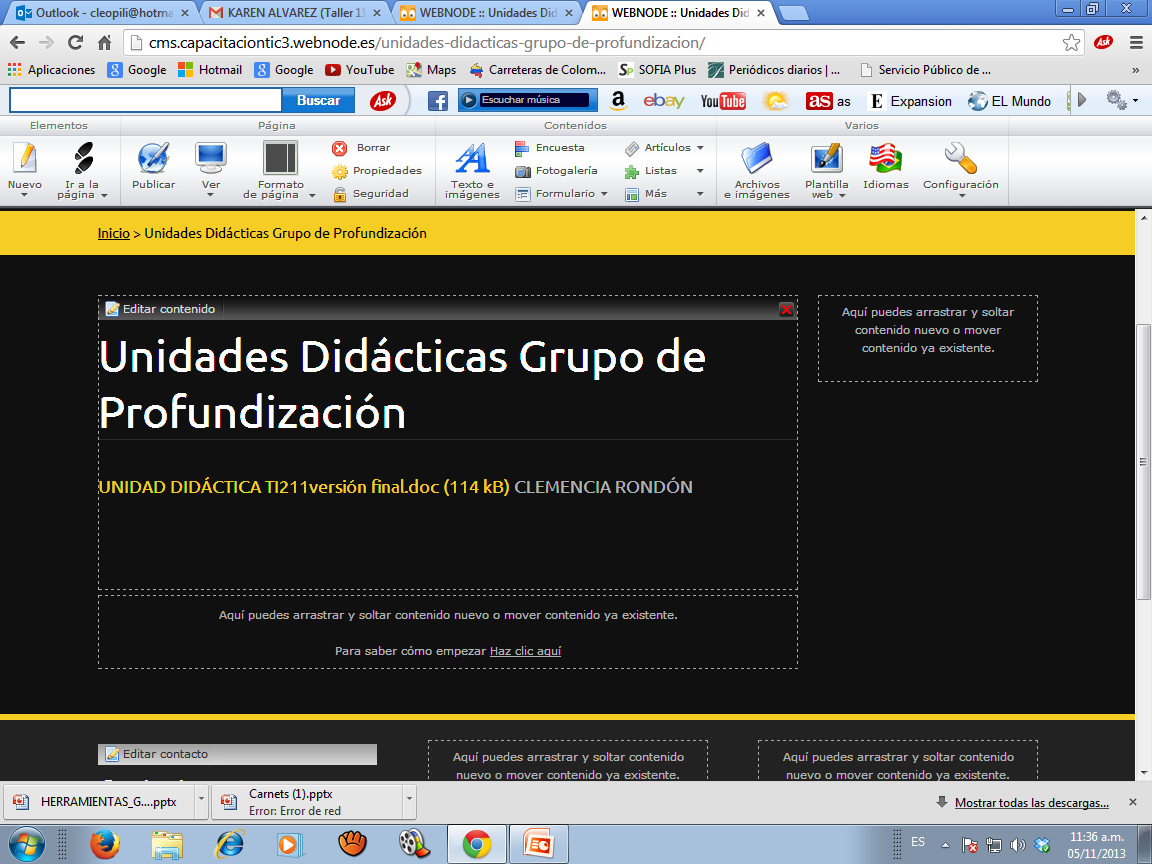 Outlook - cleopili@hotma
KAREN ALVAREZ (Taller 11
WEBNODE :: Unidades Did
WEBNODE :: Unidades Did
cms.capacitaciontic3.webnode.es/unidades-didacticas-grupo-de-profundizacion/
Aplicaciones Google Hotmail Google YouTube Maps Carreteras de Colom... SOFIA Plus Periódicos diarios | ... Servicio Público de ... »
Buscar Ask Escuchar música a ebay YouTube as as E Expansion EL Mundo
Elementos Página Contenidos Varios
Nuevo
Ir a la
página
Publicar
Ver
Formato
de página
Borrar
Propiedades
Seguridad
Texto e
imágenes
Encuesta
Fotogalería
Formulario
Artículos
Listas
Más
Archivos
e imágenes
Plantilla
web
Idiomas
Configuración
Inicio > Unidades Didácticas Grupo de Profundización
Editar contenido
Unidades Didácticas Grupo de
Profundización
UNIDAD DIDÁCTICA TI211versión final.doc (114 kB) CLEMENCIA RONDÓN
Aquí puedes arrastrar y soltar
contenido nuevo o mover
contenido ya existente.
Aquí puedes arrastrar y soltar contenido nuevo o mover contenido ya existente.
Para saber cómo empezar Haz clic aquí
Editar contacto
Aquí puedes arrastrar y soltar contenido
nuevo o mover contenido ya existente.
Aquí puedes arrastrar y soltar contenido
nuevo o mover contenido ya existente.
HERRAMIENTAS_G....pptx
Carnets (1).pptx
Error: Error de red
Mostrar todas las descargas...
ES
11:36 a.m.
05/11/2013